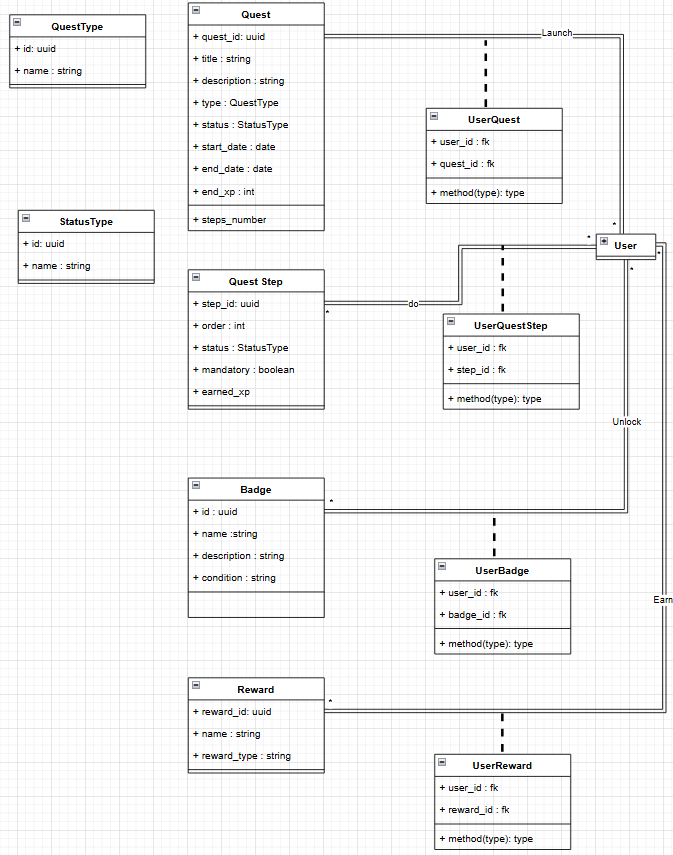 QuestType
+ id: uuid
+ name : string
Quest
+ quest_id: uuid
+ title : string
+ description : string
+ type : QuestType
+ status : StatusType
+ start_date : date
+ end_date : date
+ end_xp : int
+ steps_number
Launch
UserQuest
+ user_id : fk
+ quest_id : fk
+ method(type): type
StatusType
+ id: uuid
+ name : string
*
*
User
*
*
Quest Step
+ step_id: uuid
+ order : int
+ status : StatusType
+ mandatory : boolean
+ earned_xp
*
do
UserQuestStep
+ user_id : fk
+ step_id : fk
+ method(type): type
Unlock
Badge
+ id : uuid
+ name :string
+ description : string
+ condition : string
*
UserBadge
+ user_id : fk
+ badge_id : fk
+ method(type): type
Earn
Reward
+ reward_id: uuid
+ name : string
+ reward_type : string
*
UserReward
+ user_id : fk
+ reward_id : fk
+ method(type): type